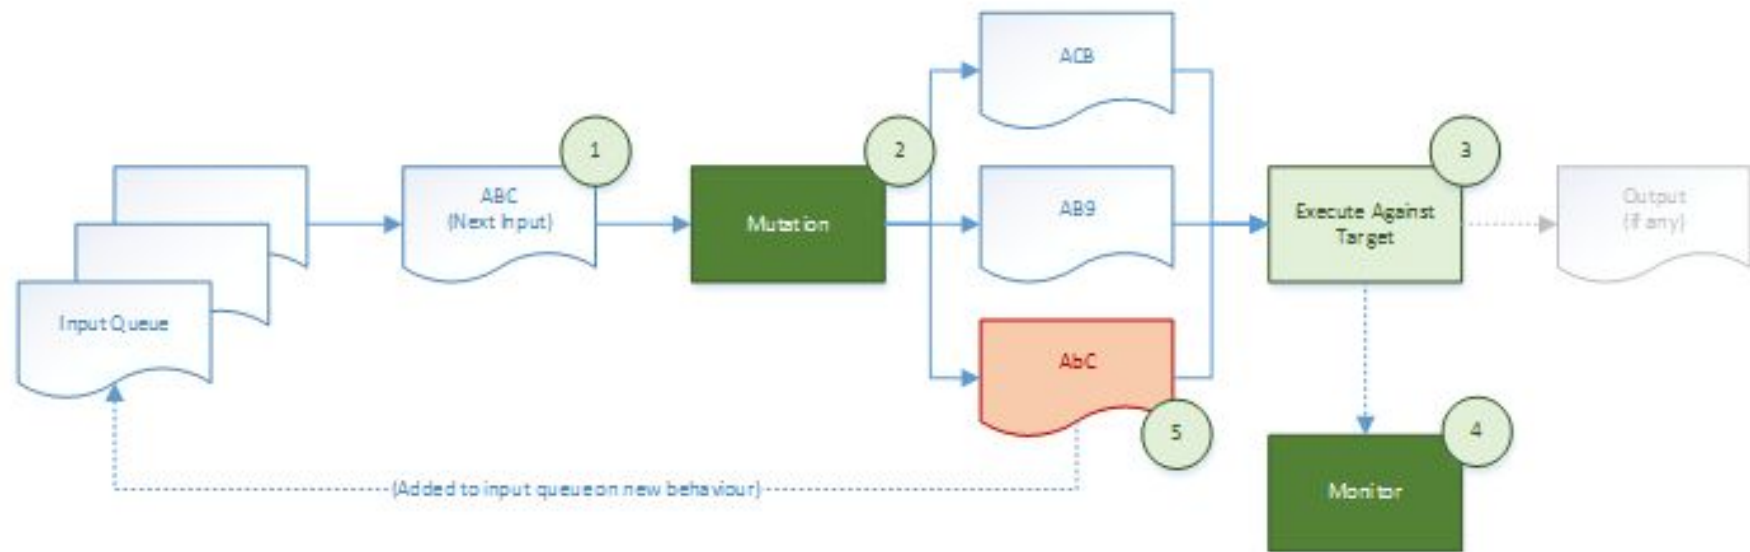 ACB
1
2
3
ABC
(Next Input)
Mutation
AB9
Execute Against
Target
Output
(if any)
Input Queue
AbC
5
4
(Added to input queue on new behaviour)
Monitor